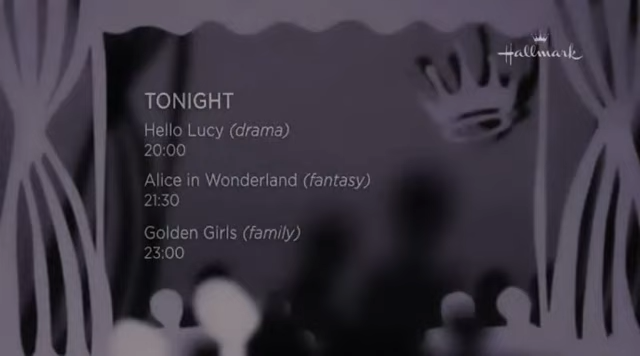 Hallmark
TONIGHT
Hello Lucy (drama)
20:00
Alice in Wonderland (fantasy)
21:30
Golden Girls (family)
23:00